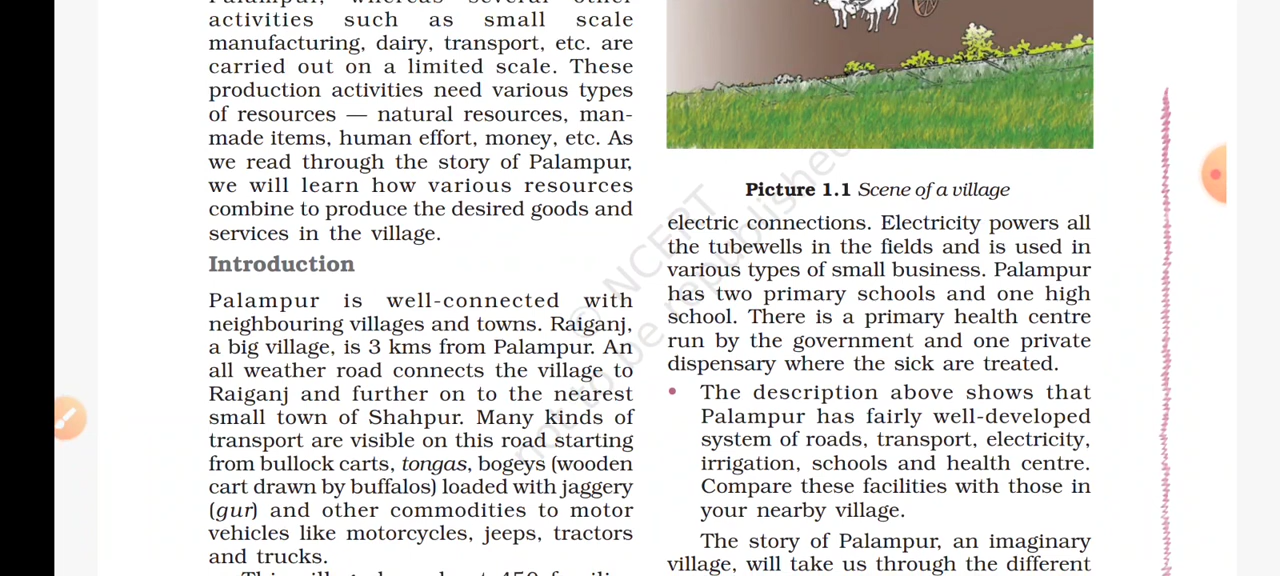 activities such as small scale
manufacturing, dairy, transport, etc. are
carried out on a limited scale. These
production activities need various types
of resources — natural resources, man-
made items, human effort, money, etc. As
we read through the story of Palampur,
we will learn how various resources
combine to produce the desired goods and
services in the village.
Introduction
Palampur is well-connected with
neighbouring villages and towns. Raiganj,
a big village, is 3 kms from Palampur. An
all weather road connects the village to
Raiganj and further on to the nearest
small town of Shahpur. Many kinds of
transport are visible on this road starting
from bullock carts, tongas, bogeys (wooden
cart drawn by buffalos) loaded with jaggery
(gur) and other commodities to motor
vehicles like motorcycles, jeeps, tractors
and trucks.
Picture 1.1 Scene of a village
electric connections. Electricity powers all
the tubewells in the fields and is used in
various types of small business. Palampur
has two primary schools and one high
school. There is a primary health centre
run by the government and one private
dispensary where the sick are treated.
• The description above shows that
Palampur has fairly well-developed
system of roads, transport, electricity,
irrigation, schools and health centre.
Compare these facilities with those in
your nearby village.
The story of Palampur, an imaginary
village, will take us through the different
© NCERT
not to be republished